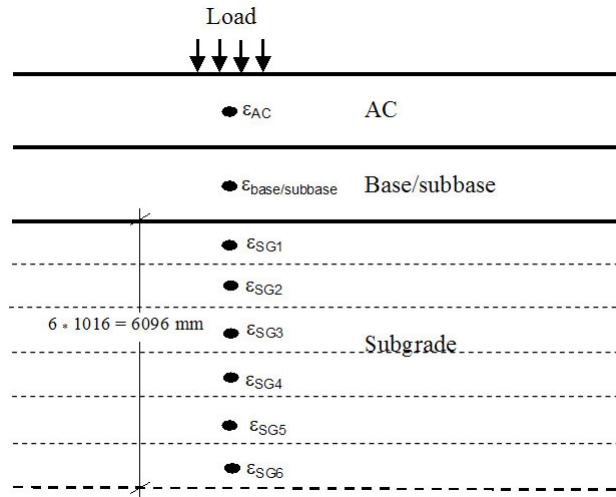 Load
εAC AC
εbase/subbase Base/subbase
εSG1
εSG2
6 * 1016 = 6096 mm
εSG3
Subgrade
εSG4
εSG5
εSG6